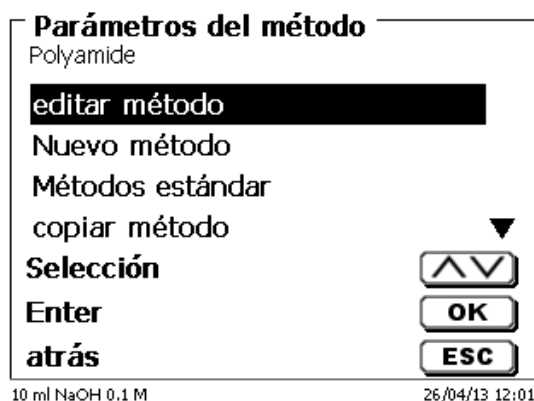 Parámetros del método
Polyamide
editar método
Nuevo método
Métodos estándar
copiar método
Selección
Enter OK
atrás ESC
10 ml NaOH 0.1 M 26/04/13 12:01